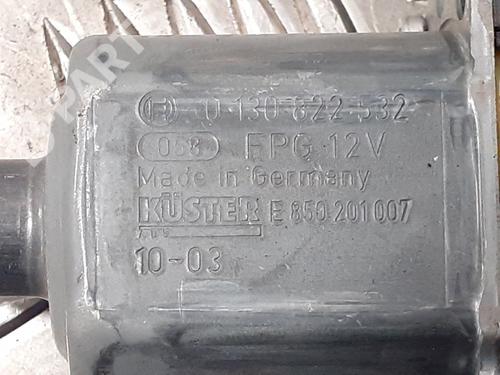 0 130 822 532
058 FPG 12V
Made in Germany
KÜSTER E 850 201 007
10-03